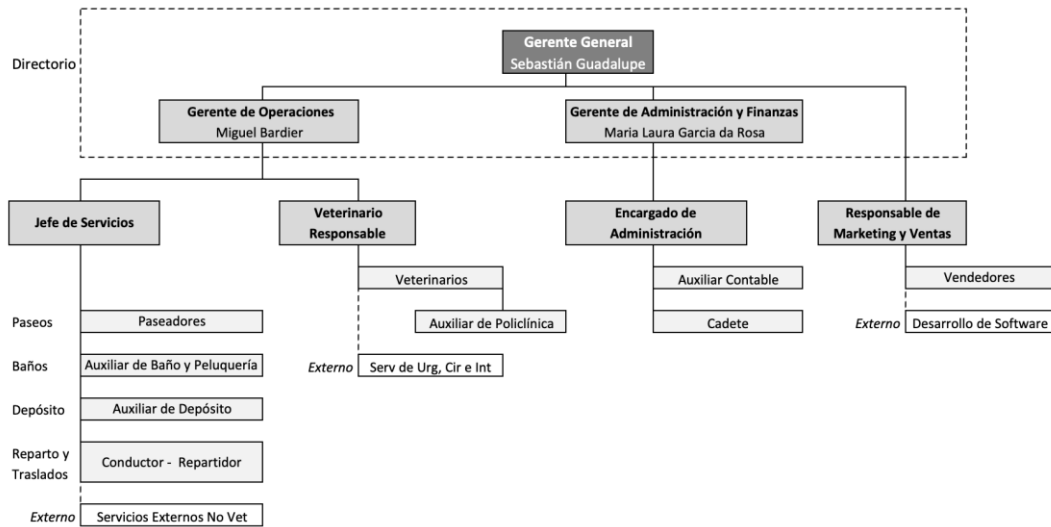 Gerente General
Sebastián Guadalupe
Directorio
Gerente de Operaciones
Miguel Bardier
Gerente de Administración y Finanzas
Maria Laura Garcia da Rosa
Jefe de Servicios
Veterinario
Responsable
Encargado de
Administración
Responsable de
Marketing y Ventas
Veterinarios
Auxiliar Contable
Vendedores
Paseos
Paseadores
Auxiliar de Policlínica
Cadete
Externo
Desarrollo de Software
Baños
Auxiliar de Baño y Peluquería
Externo
Serv de Urg, Cir e Int
Depósito
Auxiliar de Depósito
Reparto y
Traslados
Conductor - Repartidor
Externo
Servicios Externos No Vet